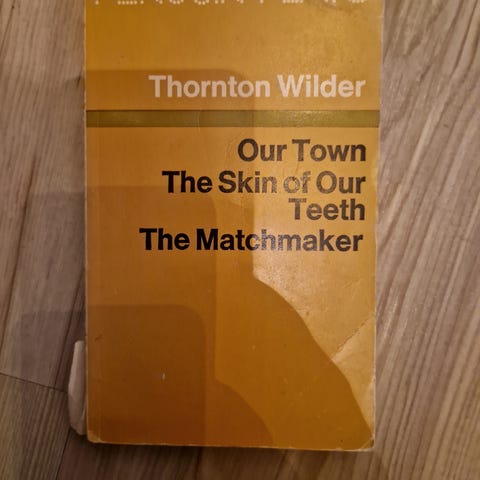 Thornton Wilder
Our Town
The Skin of Our
Teeth
The Matchmaker